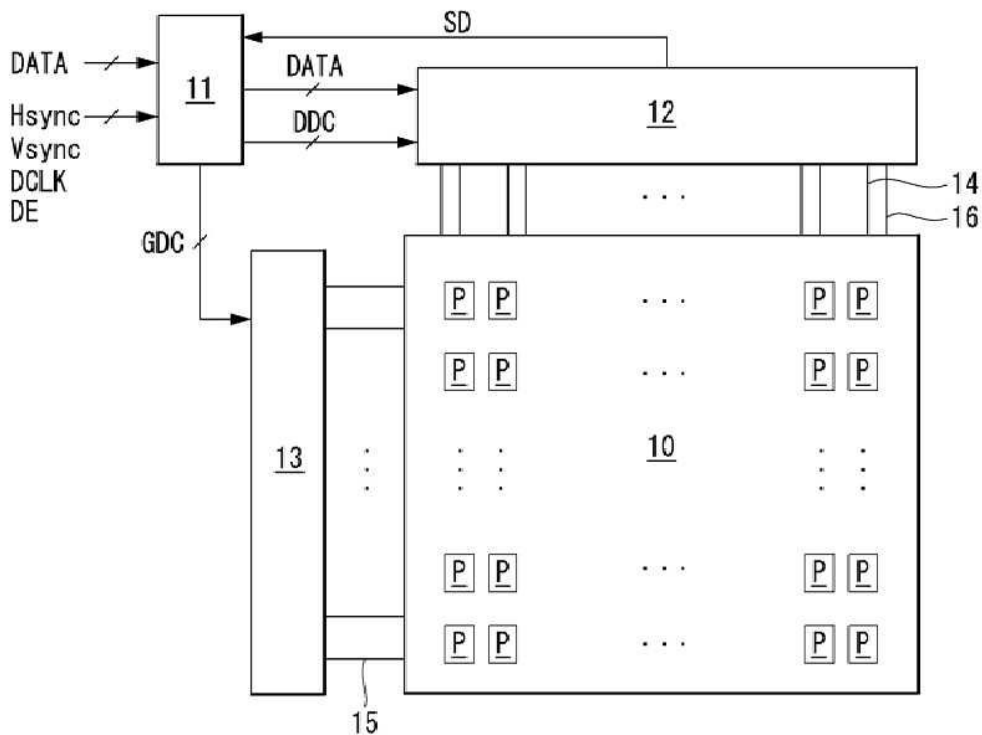 SD
DATA
11
DATA
12
Hsync
DDC
Vsync
DCLK
DE
14
16
GDC
P P P P
P P P P
13
10
P P P P
P P P P
15